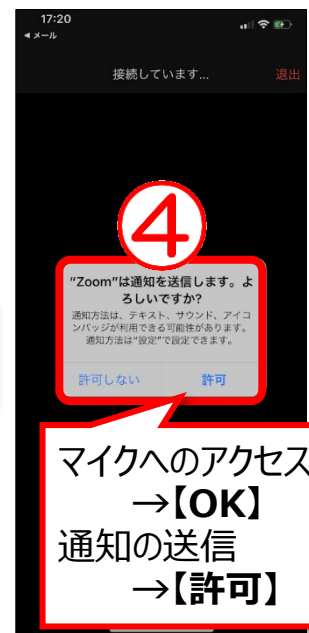 17:20
◀ メール
接続しています... 退出
④
"Zoom"は通知を送信します。よ
ろしいですか?
通知方法は、テキスト、サウンド、アイコ
ンバッジが利用できる可能性があります。
通知方法は"設定"で設定できます。
許可しない 許可
マイクへのアクセス
→【OK】
通知の送信
→【許可】